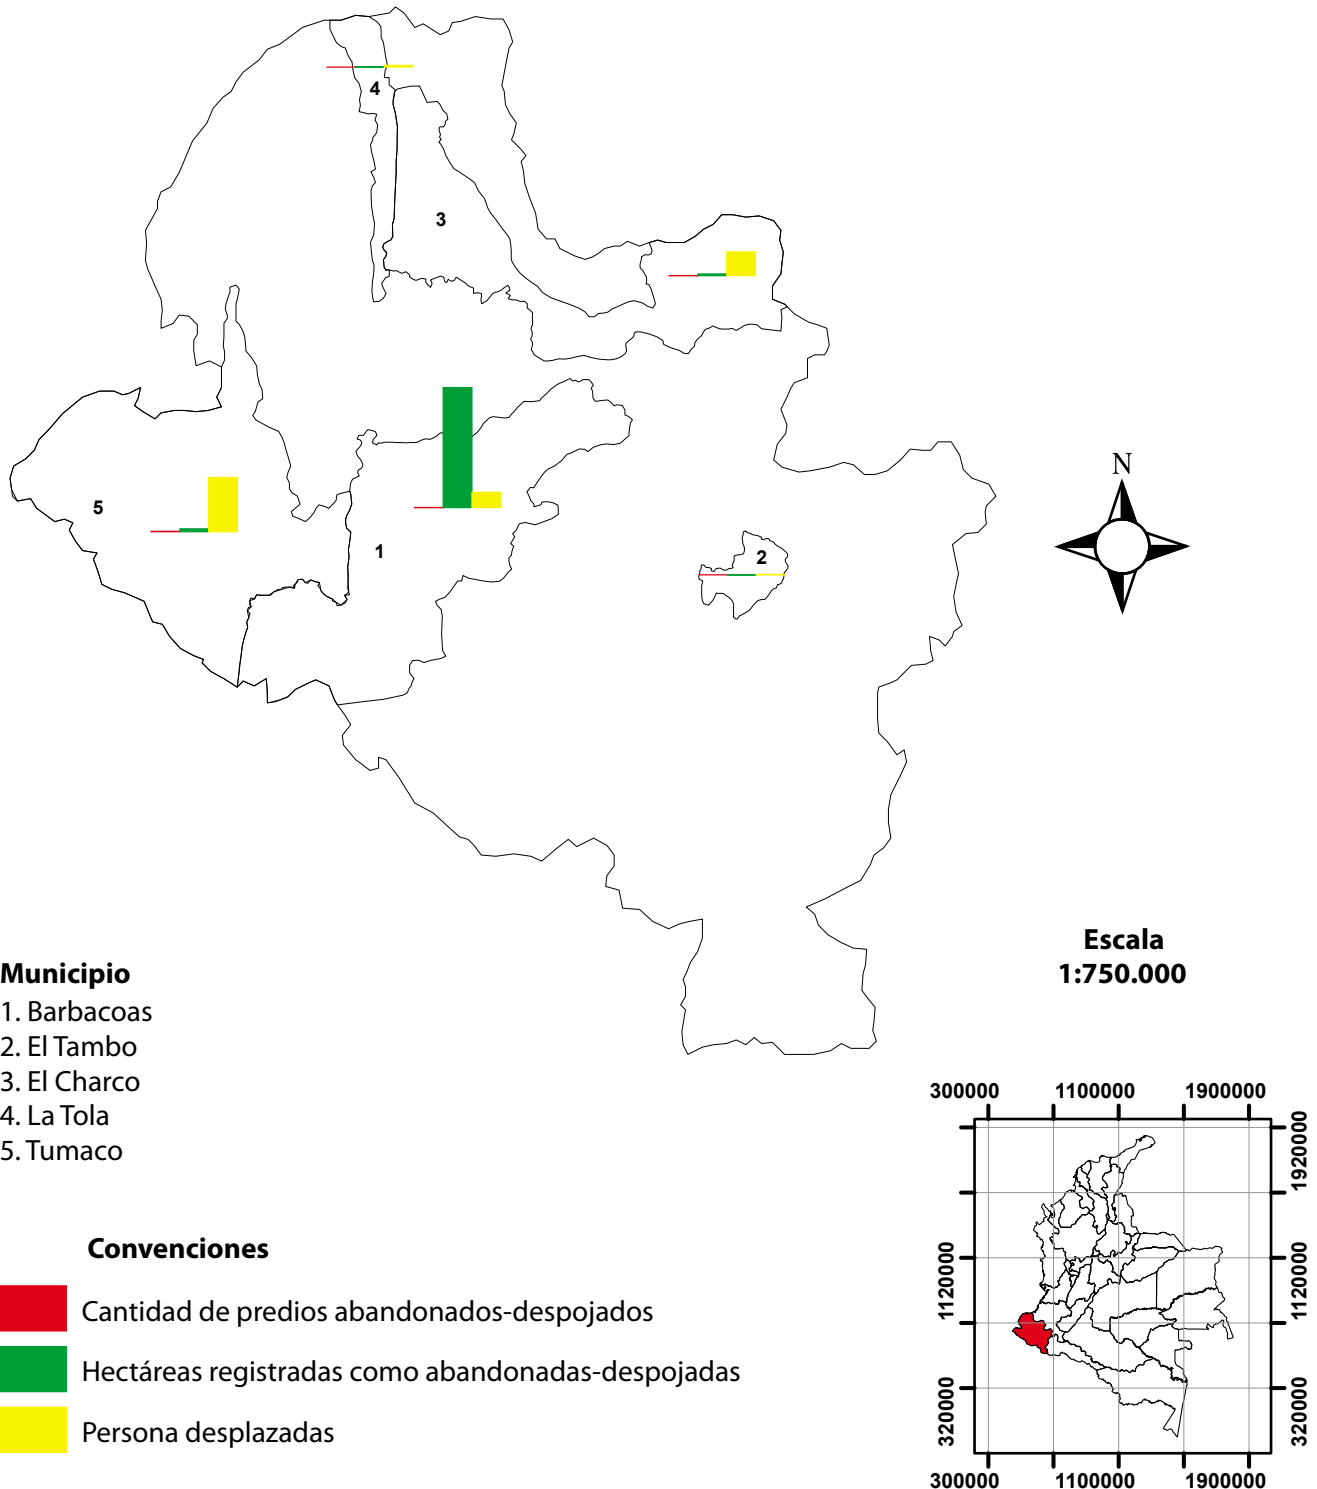 4
3
5
1
2
N
Escala
1:750.000
Municipio
1. Barbacoas
2. El Tambo
3. El Charco
4. La Tola
5. Tumaco
Convenciones
Cantidad de predios abandonados-despojados
Hectáreas registradas como abandonadas-despojadas
Persona desplazadas
300000 1100000 1900000
1920000
1120000
1120000
320000
320000
300000 1100000 1900000